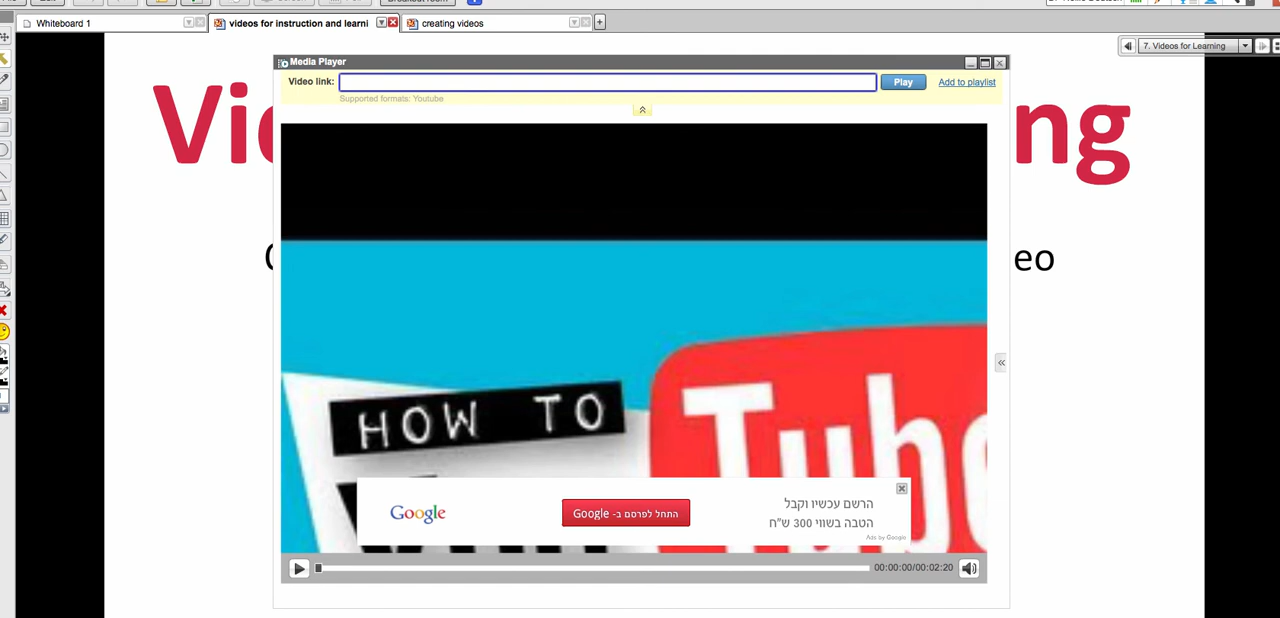 Whiteboard 1
videos for instruction and learni
creating videos
7. Videos for Learning
Media Player
Video link:
Play
Add to playlist
Supported formats: Youtube
HOW TO
Tube
Google
התחל לפרסם ב- Google
הרשם עכשיו וקבל
הטבה בשווי 300 ש"ח
Ads by Google
00:00:00/00:02:20
eo
ng